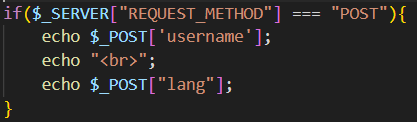 if($_SERVER["REQUEST_METHOD"] === "POST"){
    echo $_POST['username'];
    echo "<br>";
    echo $_POST["lang"];
}